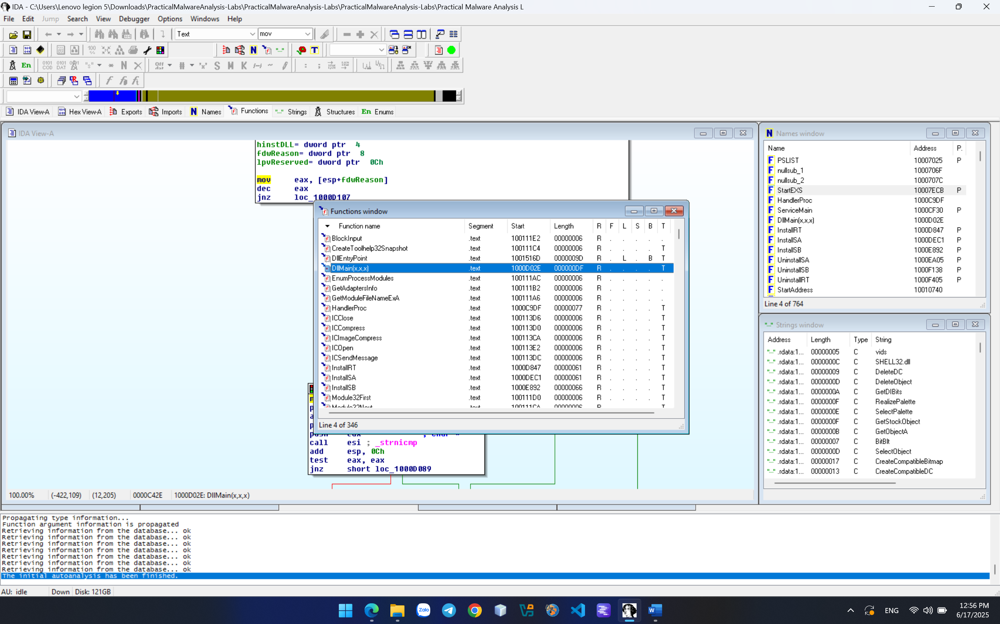 IDA - C:\Users\Lenovo legion 5\Downloads\PracticalMalwareAnalysis-Labs\PracticalMalwareAnalysis-Labs\PracticalMalwareAnalysis-Labs\Practical Malware Analysis L
File Edit Jump Search View Debugger Options Windows Help
Text mov
En
IDA View-A Hex View-A Exports Imports N Names Functions Strings Structures En Enums
IDA View-A
hinstDLL= dword ptr 4
fdwReason= dword ptr 8
lpvReserved= dword ptr 0Ch
mov eax, [esp+fdwReason]
dec eax
jnz loc_1000D107
Functions window
Function name Segment Start Length R F L S B T
BlockInput .text 100111E2 00000006 R . . . . .
CreateToolhelp32Snapshot .text 100111C4 00000006 R . . . . T
DllEntryPoint .text 1001516D 0000009D R . L . B T
DllMain(x,x,x) .text 1000D02E 000000DF R . . . . T
EnumProcessModules .text 100111AC 00000006 R . . . . .
GetAdaptersInfo .text 100111B2 00000006 R . . . . .
GetModuleFileNameExA .text 100111A6 00000006 R . . . . .
HandlerProc .text 1000C9DF 00000077 R . . . . T
ICClose .text 100113D6 00000006 R . . . . T
ICCompress .text 100113D0 00000006 R . . . . T
ICImageCompress .text 100113CA 00000006 R . . . . T
ICOpen .text 100113E2 00000006 R . . . . T
ICSendMessage .text 100113DC 00000006 R . . . . T
InstallRT .text 1000D847 00000061 R . . . . T
InstallSA .text 1000DEC1 00000061 R . . . . T
InstallSB .text 1000E892 00000066 R . . . . T
Module32First .text 100111D0 00000006 R . . . . T
Module32Next .text 100111CA 00000006 R . . . . T
Line 4 of 346
push eax ; char *
call esi ; _strnicmp
add esp, 0Ch
test eax, eax
jnz short loc_1000D089
100.00% (-422,109) (12,205) 0000C42E 1000D02E: DllMain(x,x,x)
N Names window
Name Address P.
F PSLIST 10007025 P
F nullsub_1 1000706F
F nullsub_2 1000707C
F StartEXS 10007ECB P
F HandlerProc 1000C9DF
F ServiceMain 1000CF30 P
F DllMain(x,x,x) 1000D02E
F InstallRT 1000D847 P
F InstallSA 1000DEC1 P
F InstallSB 1000E892 P
F UninstallSA 1000EA05 P
F UninstallSB 1000F138 P
F UninstallRT 1000F405 P
F StartAddress 10010740
Line 4 of 764
Strings window
Address Length Type String
.rdata:1... 00000005 C vids
.rdata:1... 0000000C C SHELL32.dll
.rdata:1... 00000009 C DeleteDC
.rdata:1... 0000000D C DeleteObject
.rdata:1... 0000000A C GetDIBits
.rdata:1... 0000000F C RealizePalette
.rdata:1... 0000000E C SelectPalette
.rdata:1... 0000000F C GetStockObject
.rdata:1... 0000000B C GetObjectA
.rdata:1... 00000007 C BitBlt
.rdata:1... 0000000D C SelectObject
.rdata:1... 00000017 C CreateCompatibleBitmap
.rdata:1... 00000013 C CreateCompatibleDC
Propagating type information...
Function argument information is propagated
Retrieving information from the database... ok
Retrieving information from the database... ok
Retrieving information from the database... ok
Retrieving information from the database... ok
Retrieving information from the database... ok
Retrieving information from the database... ok
Retrieving information from the database... ok
The initial autoanalysis has been finished.
AU: idle Down Disk: 121GB
Zalo
ENG
12:56 PM
6/17/2025